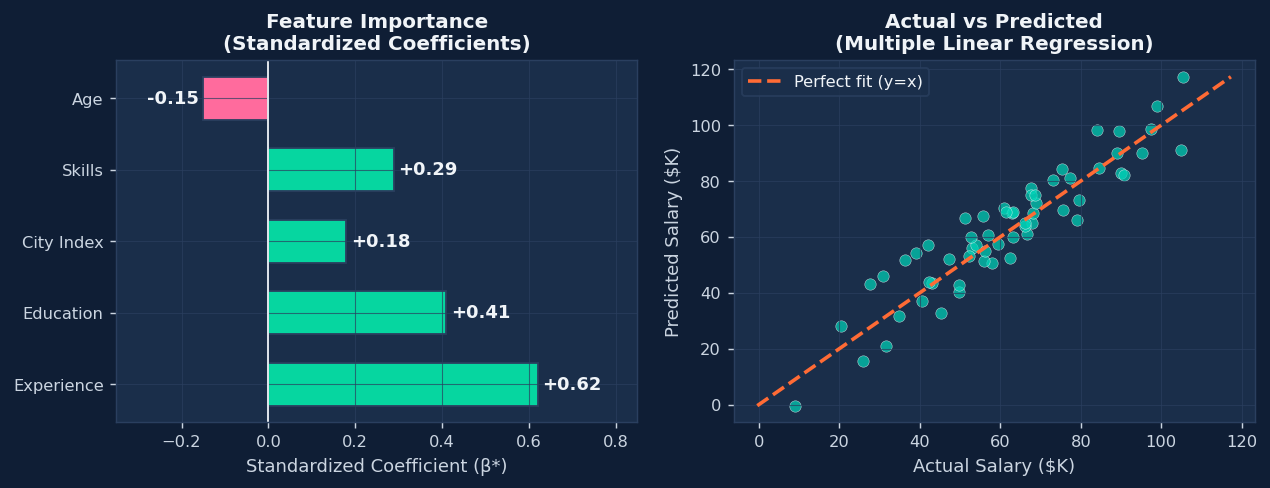 Feature Importance
(Standardized Coefficients)
Age
-0.15
Skills
+0.29
City Index
+0.18
Education
+0.41
Experience
+0.62
−0.2
0.0
0.2
0.4
0.6
0.8
Standardized Coefficient (β*)
Actual vs Predicted
(Multiple Linear Regression)
Perfect fit (y=x)
Predicted Salary ($K)
120
100
80
60
40
20
0
0
20
40
60
80
100
120
Actual Salary ($K)